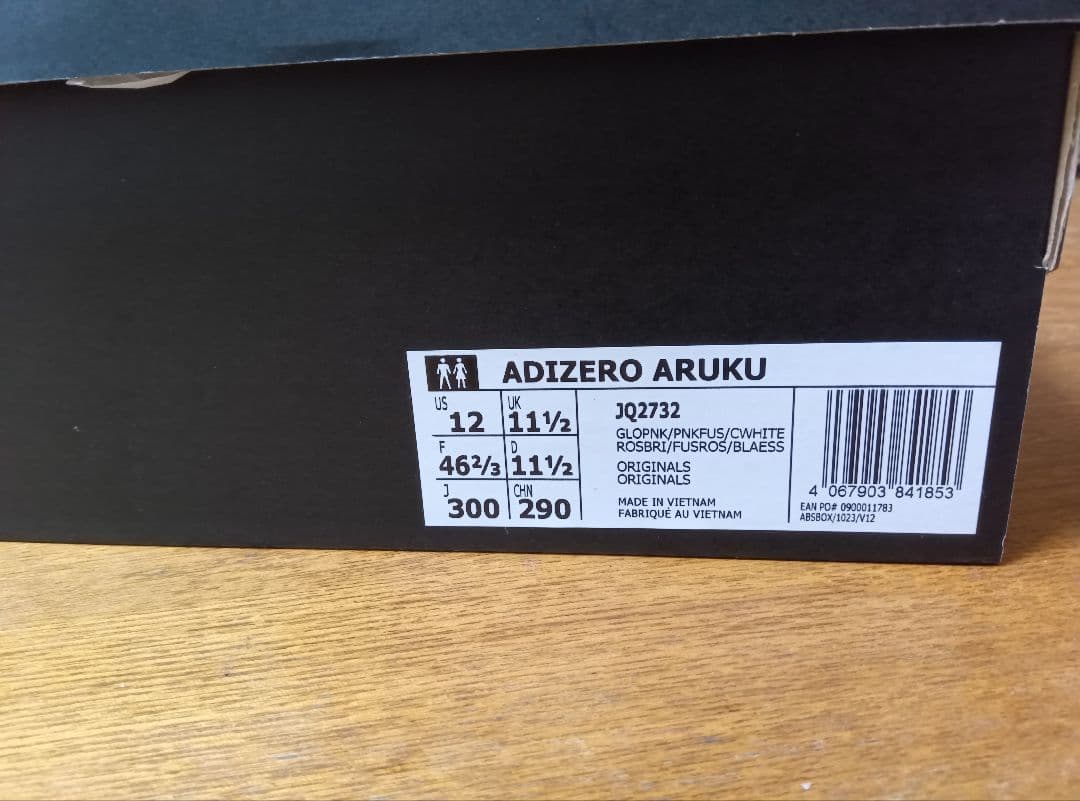 ADIZERO ARUKU
US UK
12 11½
F D
46⅔ 11½
J CHN
300 290
JQ2732
GLOPNK/PNKFUS/CWHITE
ROSBRI/FUSROS/BLAESS
ORIGINALS
ORIGINALS
MADE IN VIETNAM
FABRIQUÉ AU VIETNAM
4 067903 841853
EAN PO# 0900011783
ABSBOX/1023/V12